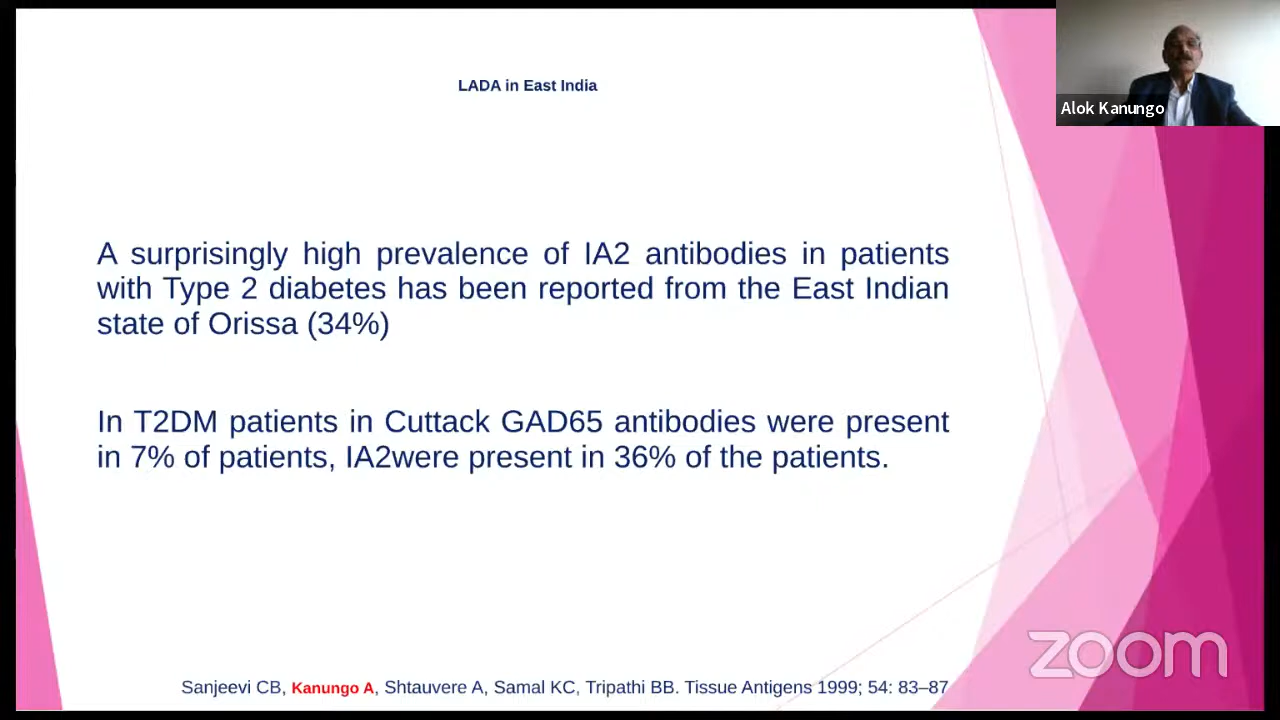 LADA in East India
Alok Kanungo
A surprisingly high prevalence of IA2 antibodies in patients
with Type 2 diabetes has been reported from the East Indian
state of Orissa (34%)
In T2DM patients in Cuttack GAD65 antibodies were present
in 7% of patients, IA2were present in 36% of the patients.
zoom
Sanjeevi CB, Kanungo A, Shtauvere A, Samal KC, Tripathi BB. Tissue Antigens 1999; 54: 83–87